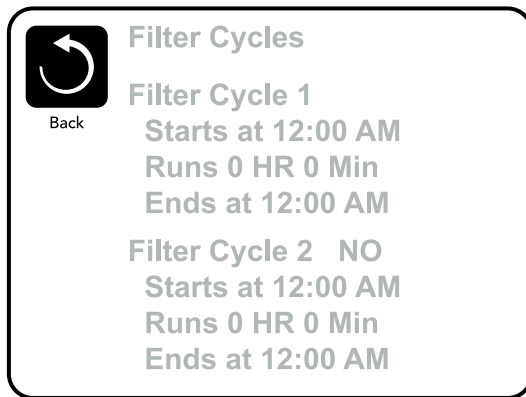 Filter Cycles
Back
Filter Cycle 1
Starts at 12:00 AM
Runs 0 HR 0 Min
Ends at 12:00 AM
Filter Cycle 2 NO
Starts at 12:00 AM
Runs 0 HR 0 Min
Ends at 12:00 AM